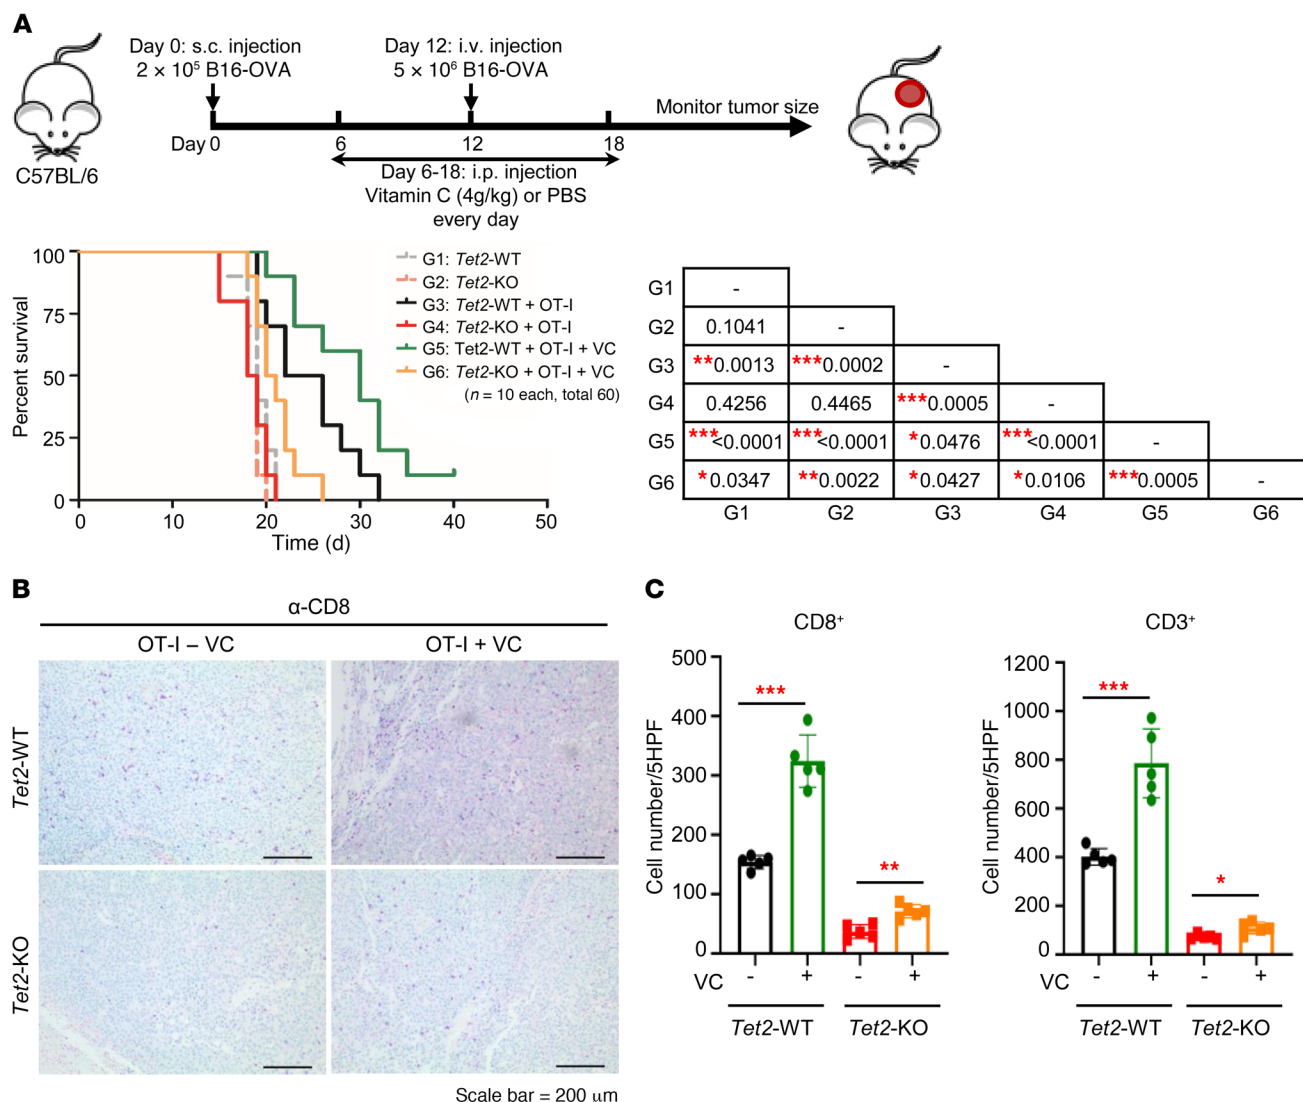 A
Day 0: s.c. injection
2 × 10⁵ B16-OVA
Day 12: i.v. injection
5 × 10⁶ B16-OVA
Monitor tumor size
Day 0 6 12 18
C57BL/6
Day 6-18: i.p. injection
Vitamin C (4g/kg) or PBS
every day
Percent survival
100
75
50
25
0
0 10 20 30 40 50
Time (d)
G1: Tet2-WT
G2: Tet2-KO
G3: Tet2-WT + OT-I
G4: Tet2-KO + OT-I
G5: Tet2-WT + OT-I + VC
G6: Tet2-KO + OT-I + VC
(n = 10 each, total 60)
G1 -
G2 0.1041 -
G3 **0.0013 ***0.0002 -
G4 0.4256 0.4465 ***0.0005 -
G5 ***<0.0001 ***<0.0001 *0.0476 ***<0.0001 -
G6 *0.0347 **0.0022 *0.0427 *0.0106 ***0.0005 -
G1 G2 G3 G4 G5 G6
B
α-CD8
OT-I – VC OT-I + VC
Tet2-WT
Tet2-KO
Scale bar = 200 um
C
CD8⁺
Cell number/5HPF
500
400
300
200
100
0
***
**
VC - + - +
Tet2-WT Tet2-KO
CD3⁺
Cell number/5HPF
1200
1000
800
600
400
200
0
***
*
VC - + - +
Tet2-WT Tet2-KO